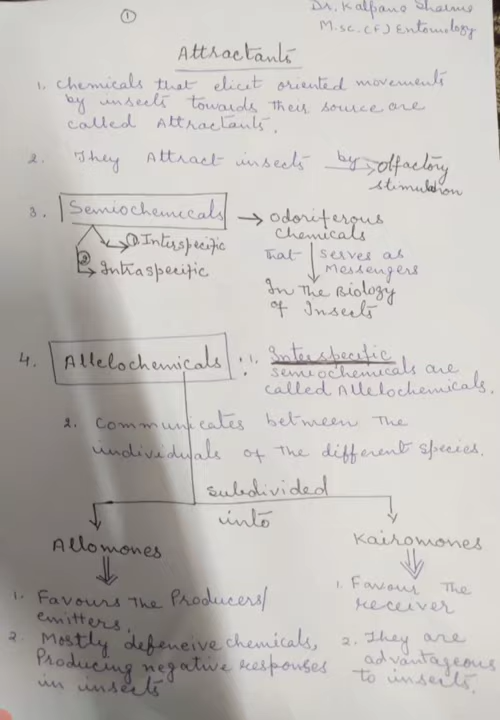 ①
Dr. Kalpana Sharma
M.Sc. (F) Entomology
Attractants
1. Chemicals that elicit oriented movements
by insects towards their source are
called Attractants.
2. They Attract insects by → olfactory
stimulation
3. Semiochemicals → odoriferous
chemicals
① Interspecific
② Intraspecific
That serves as
Messengers
In The Biology
of Insects
4. Allelochemicals : 1. Interspecific
semiochemicals are
called Allelochemicals.
2. Communicates between The
individuals of The different species.
subdivided
into
Allomones
Kairomones
1. Favours The Producers/
emitters.
2. Mostly defencive chemicals,
Producing negative responses
in insects
1. Favour The
receiver
2. They are
advantageous
to insects.